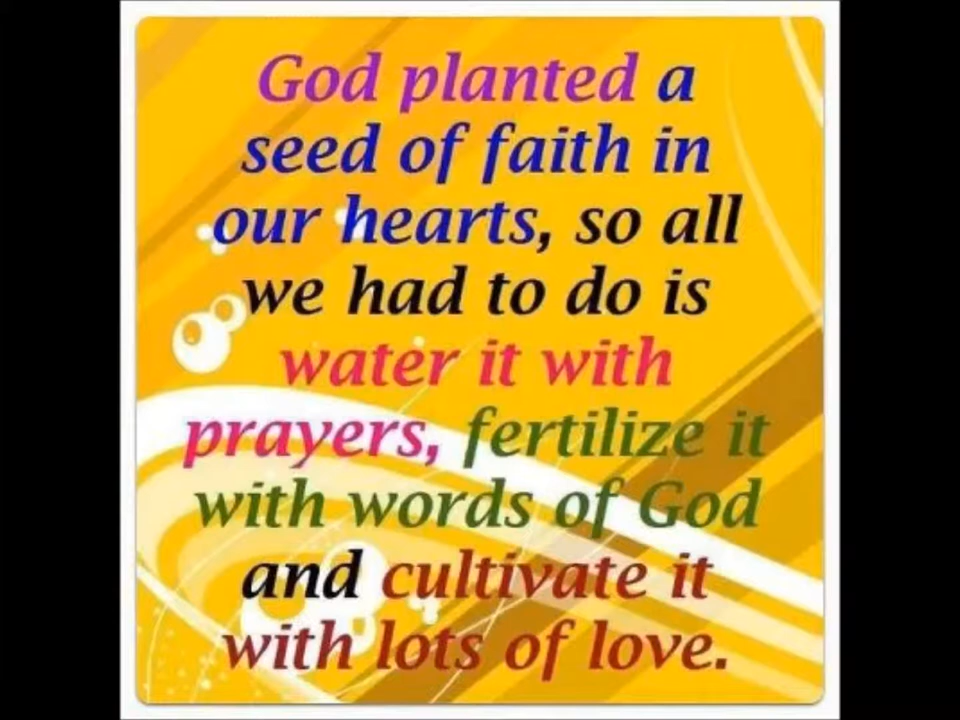 God planted a
seed of faith in
our hearts, so all
we had to do is
water it with
prayers, fertilize it
with words of God
and cultivate it
with lots of love.